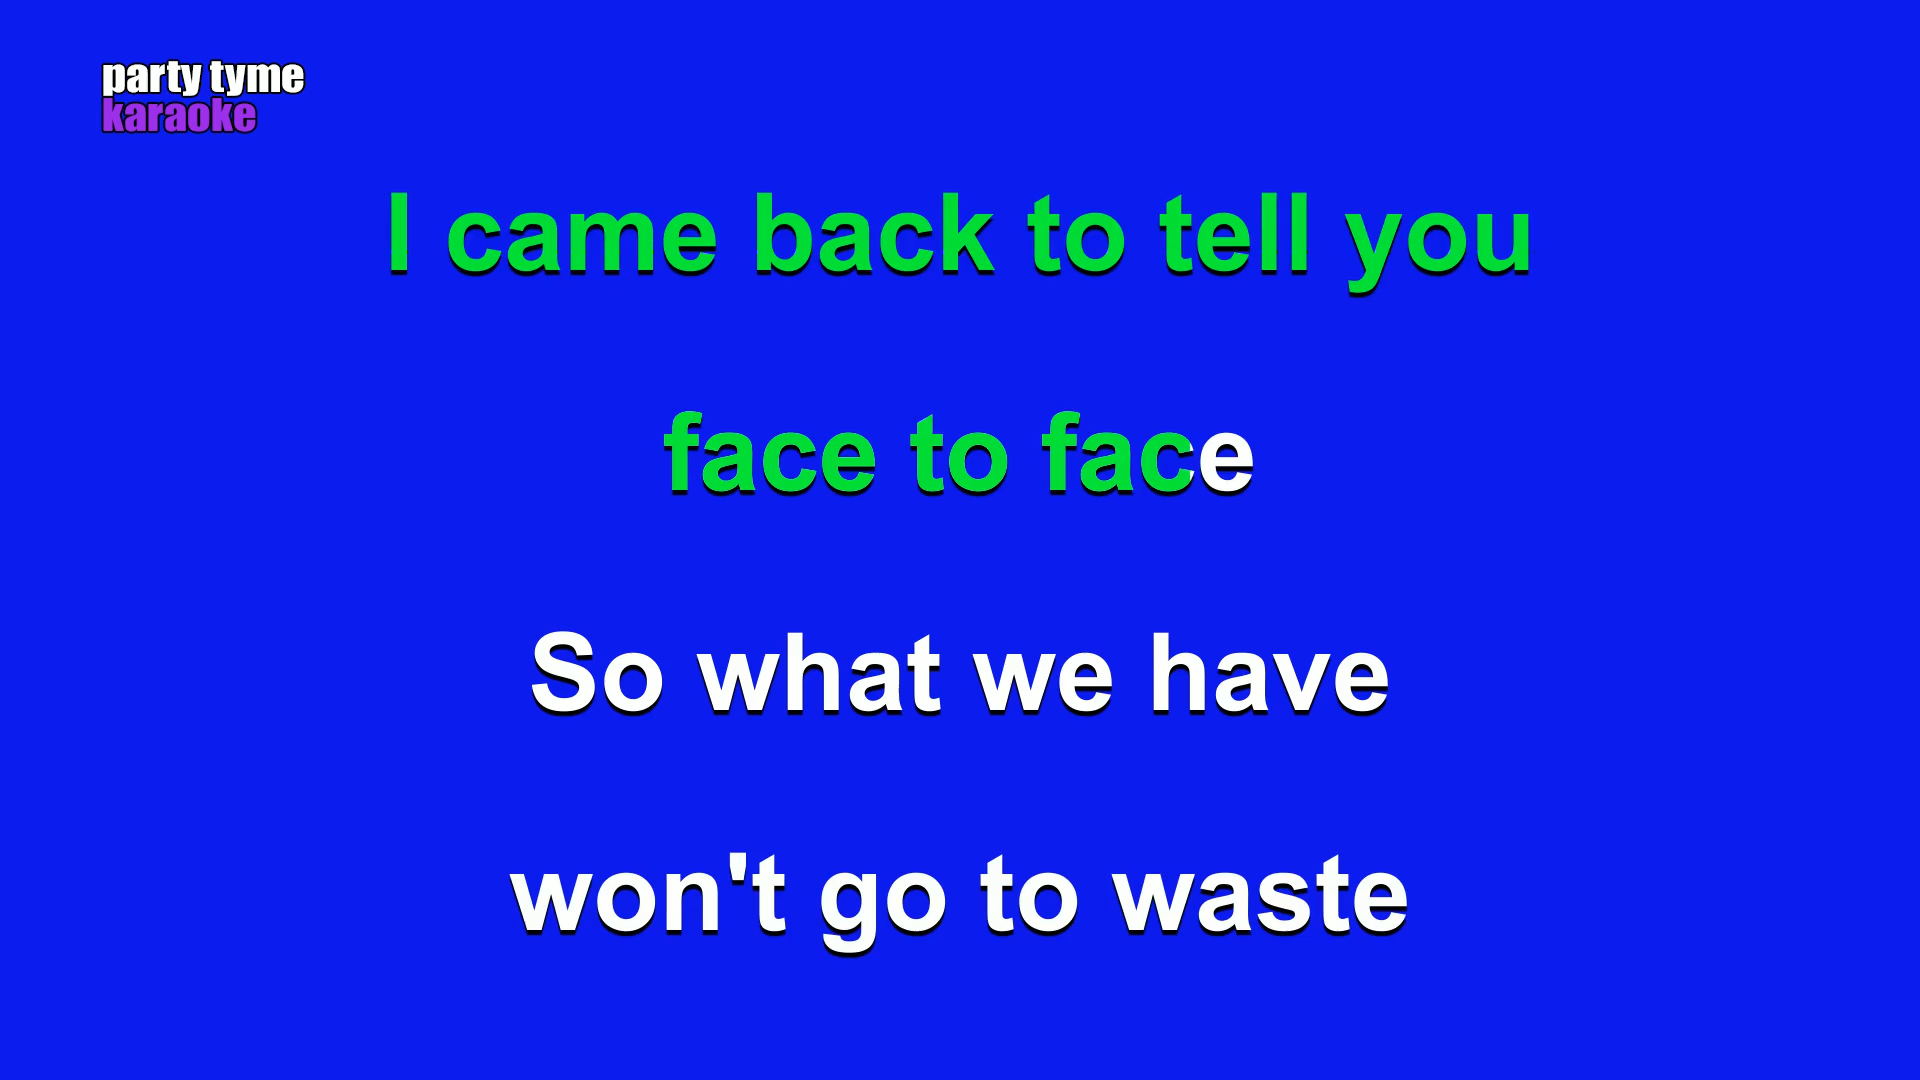 party tyme
karaoke
I came back to tell you
face to face
So what we have
won't go to waste